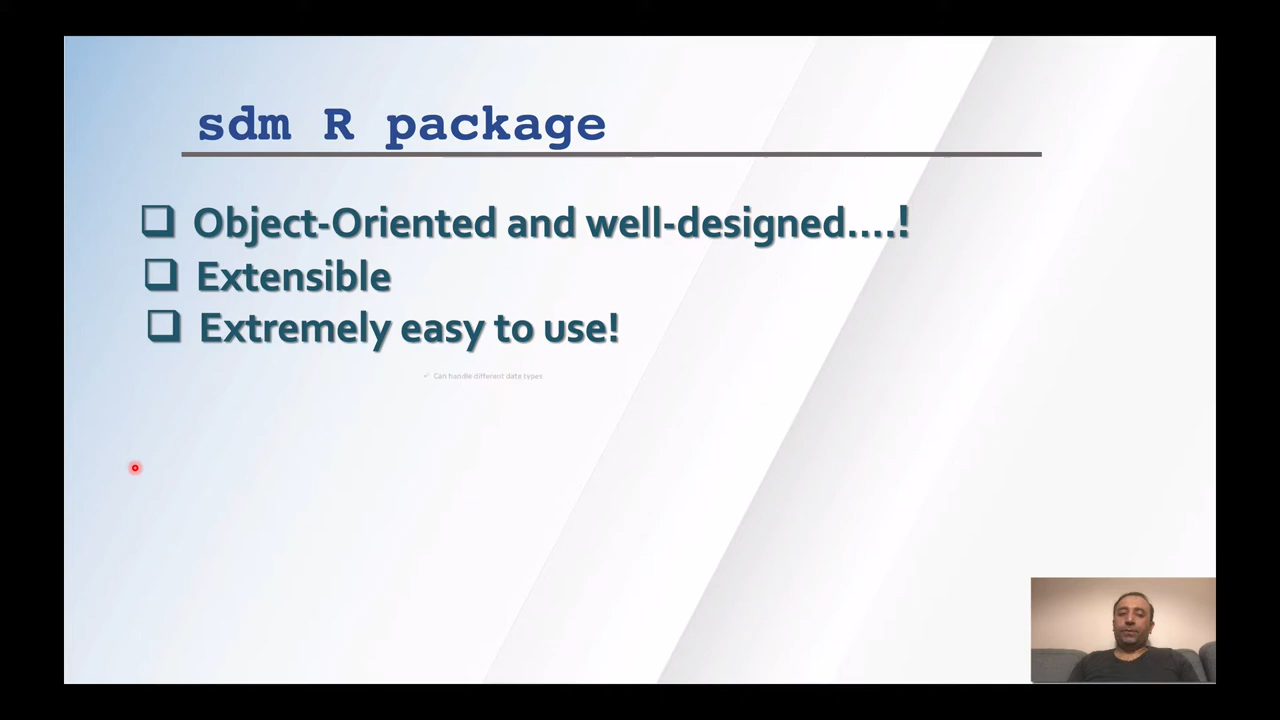 sdm R package
Object-Oriented and well-designed....!
Extensible
Extremely easy to use!
Can handle different data types